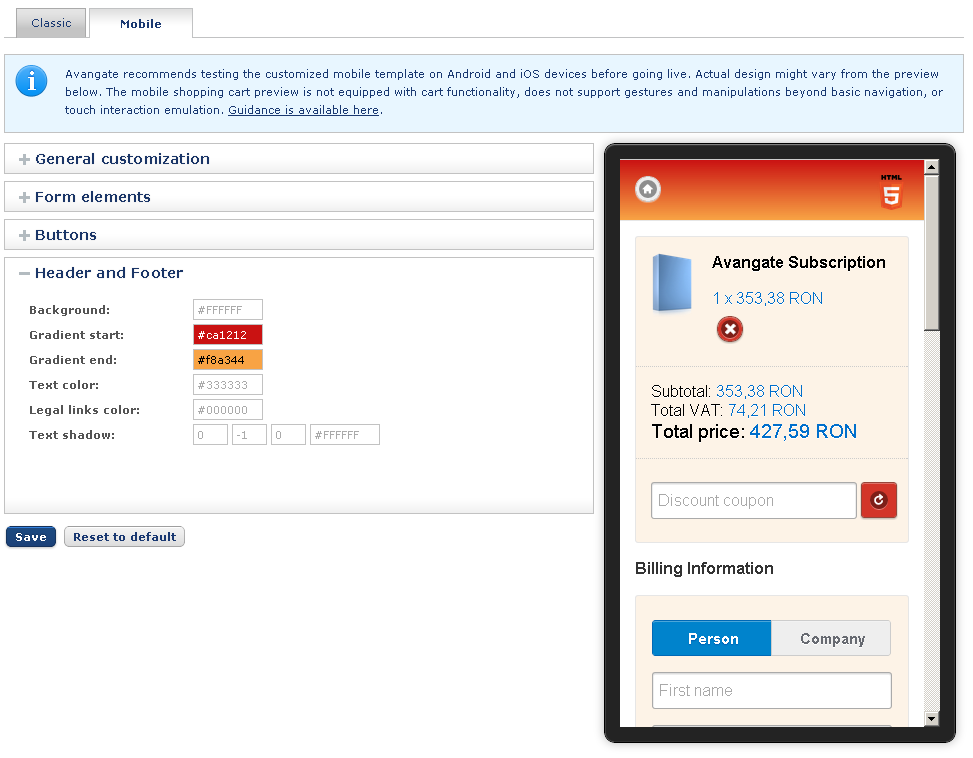 Classic
Mobile
Avangate recommends testing the customized mobile template on Android and iOS devices before going live. Actual design might vary from the preview
below. The mobile shopping cart preview is not equipped with cart functionality, does not support gestures and manipulations beyond basic navigation, or
touch interaction emulation. Guidance is available here.
General customization
Form elements
Buttons
Header and Footer
Background: #FFFFFF
Gradient start: #ca1212
Gradient end: #f8a344
Text color: #333333
Legal links color: #000000
Text shadow: 0 -1 0 #FFFFFF
Save
Reset to default
HTML
5
Avangate Subscription
1 x 353,38 RON
Subtotal: 353,38 RON
Total VAT: 74,21 RON
Total price: 427,59 RON
Discount coupon
Billing Information
Person
Company
First name